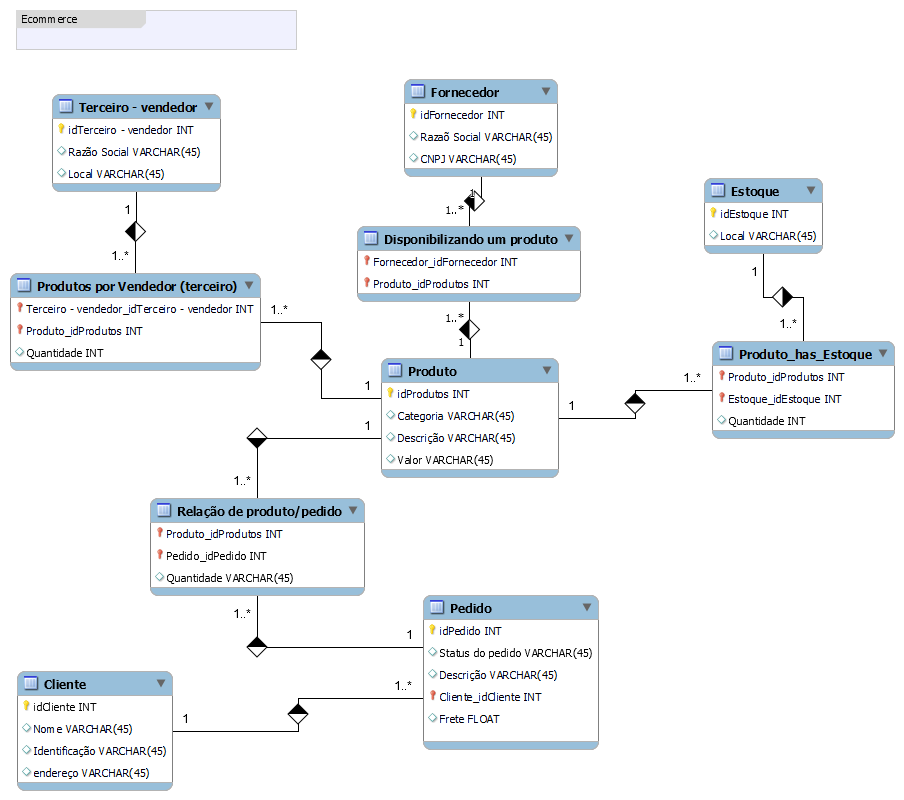 Ecommerce
Terceiro - vendedor
idTerceiro - vendedor INT
Razão Social VARCHAR(45)
Local VARCHAR(45)
1
1..*
Fornecedor
idFornecedor INT
Razaõ Social VARCHAR(45)
CNPJ VARCHAR(45)
1
1..*
Estoque
idEstoque INT
Local VARCHAR(45)
1
1..*
Disponibilizando um produto
Fornecedor_idFornecedor INT
Produto_idProdutos INT
1..*
1
Produtos por Vendedor (terceiro)
Terceiro - vendedor_idTerceiro - vendedor INT
Produto_idProdutos INT
Quantidade INT
1..*
1
Produto
idProdutos INT
Categoria VARCHAR(45)
Descrição VARCHAR(45)
Valor VARCHAR(45)
1
1..*
Produto_has_Estoque
Produto_idProdutos INT
Estoque_idEstoque INT
Quantidade INT
1
1..*
Relação de produto/pedido
Produto_idProdutos INT
Pedido_idPedido INT
Quantidade VARCHAR(45)
1..*
1
Pedido
idPedido INT
Status do pedido VARCHAR(45)
Descrição VARCHAR(45)
Cliente_idCliente INT
Frete FLOAT
1..*
1
Cliente
idCliente INT
Nome VARCHAR(45)
Identificação VARCHAR(45)
endereço VARCHAR(45)